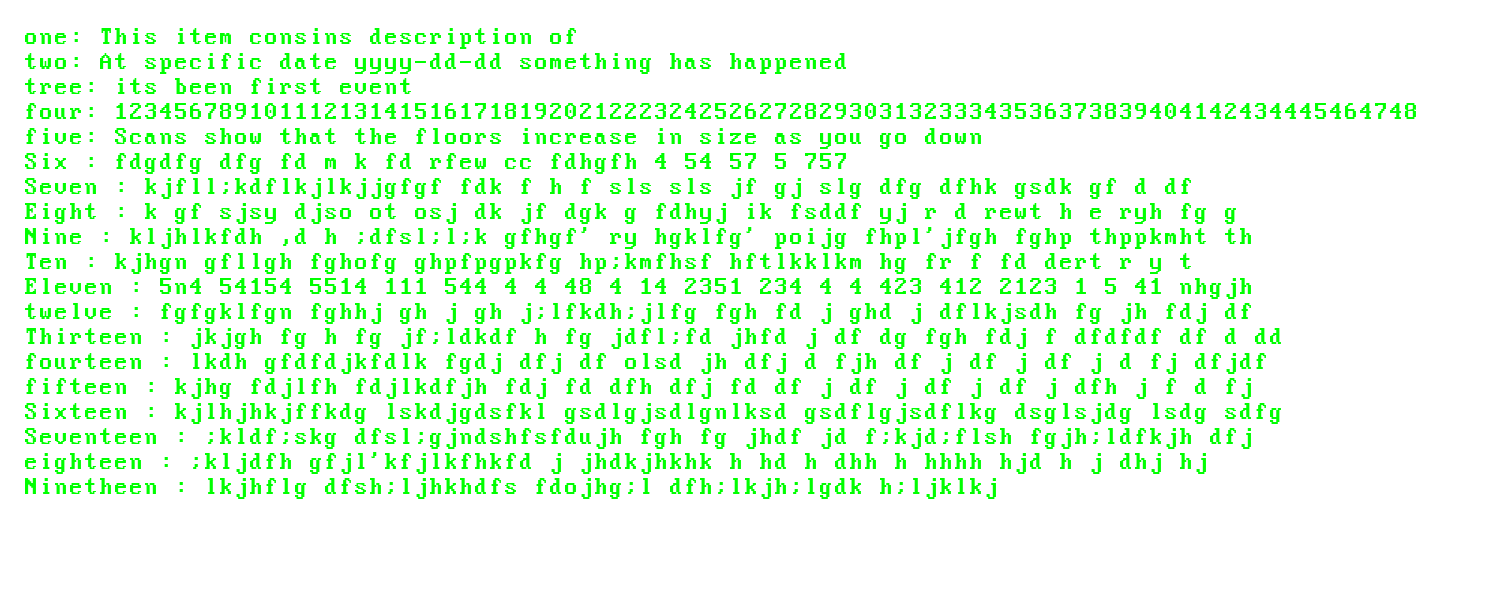 one: This item consins description of
two: At specific date yyyy-dd-dd something has happened
tree: its been first event
four: 123456789101112131415161718192021222324252627282930313233343536373839404142434445464748
five: Scans show that the floors increase in size as you go down
Six : fdgdfg dfg fd m k fd rfew cc fdhgfh 4 54 57 5 757
Seven : kjfll;kdflkjlkjjgfgf fdk f h f sls sls jf gj slg dfg dfhk gsdk gf d df
Eight : k gf sjsy djso ot osj dk jf dgk g fdhyj ik fsddf yj r d rewt h e ryh fg g
Nine : kljhlkfdh ,d h ;dfsl;l;k gfhgf' ry hgklfg' poijg fhpl'jfgh fghp thppkmht th
Ten : kjhgn gfllgh fghofg ghpfpgpkfg hp;kmfhsf hftlkklkm hg fr f fd dert r y t
Eleven : 5n4 54154 5514 111 544 4 4 48 4 14 2351 234 4 4 423 412 2123 1 5 41 nhgjh
twelve : fgfgklfgn fghhj gh j gh j;lfkdh;jlfg fgh fd j ghd j dflkjsdh fg jh fdj df
Thirteen : jkjgh fg h fg jf;ldkdf h fg jdfl;fd jhfd j df dg fgh fdj f dfdfdf df d dd
fourteen : lkdh gfdfdjkfdlk fgdj dfj df olsd jh dfj d fjh df j df j df j d fj dfjdf
fifteen : kjhg fdjlfh fdjlkdfjh fdj fd dfh dfj fd df j df j df j df j dfh j f d fj
Sixteen : kjlhjhkjffkdg lskdjgdsfkl gsdlgjsdlgnlksd gsdflgjsdflkg dsglsjdg lsdg sdfg
Seventeen : ;kldf;skg dfsl;gjndshfsfdujh fgh fg jhdf jd f;kjd;flsh fgjh;ldfkjh dfj
eighteen : ;kljdfh gfjl'kfjlkfhkfd j jhdkjhkhk h hd h dhh h hhhh hjd h j dhj hj
Ninetheen : lkjhflg dfsh;ljhkhdfs fdojhg;l dfh;lkjh;lgdk h;ljklkj